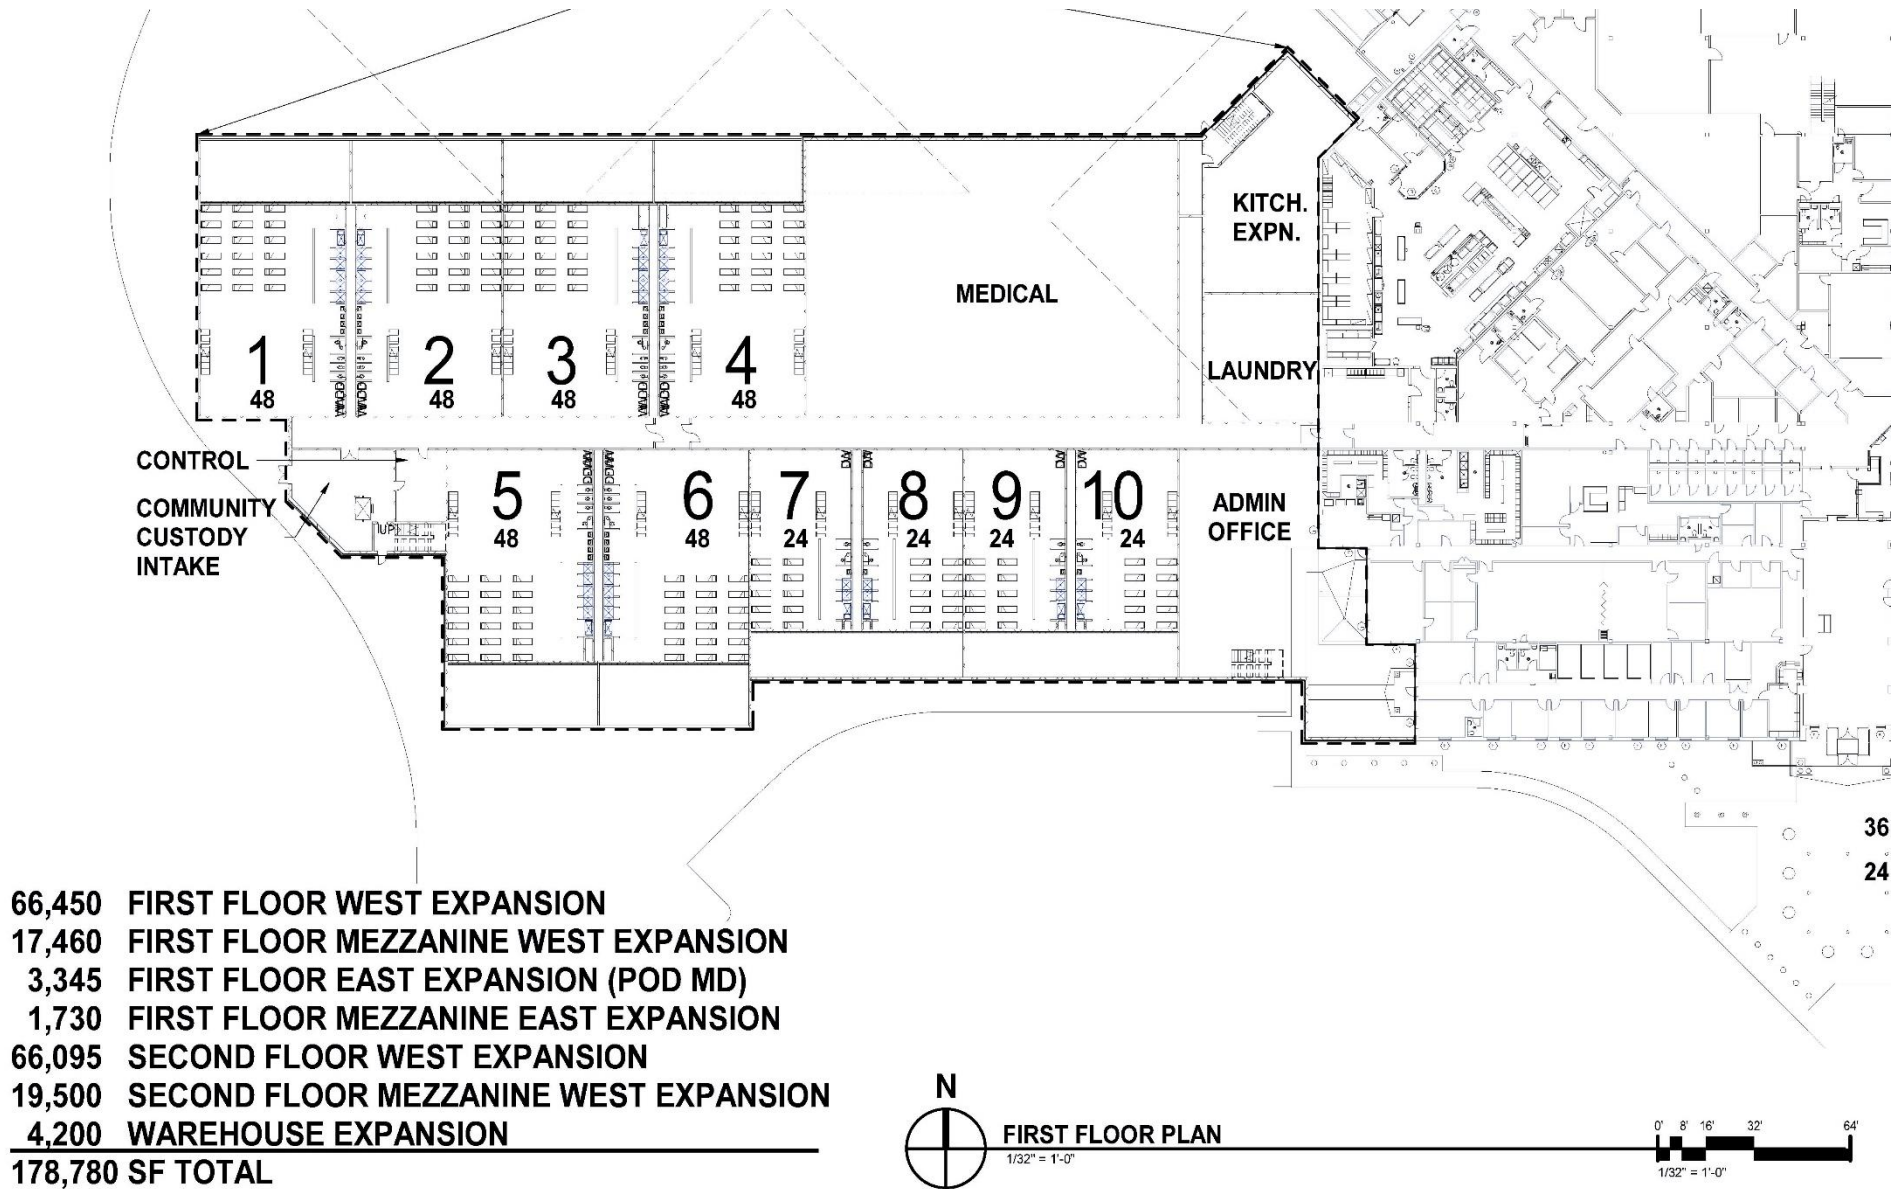 KITCH.
EXPN.
MEDICAL
LAUNDRY
1
48
2
48
3
48
4
48
CONTROL
COMMUNITY
CUSTODY
INTAKE
UP
5
48
6
48
7
24
8
24
9
24
10
24
ADMIN
OFFICE
36
24
66,450 FIRST FLOOR WEST EXPANSION
17,460 FIRST FLOOR MEZZANINE WEST EXPANSION
3,345 FIRST FLOOR EAST EXPANSION (POD MD)
1,730 FIRST FLOOR MEZZANINE EAST EXPANSION
66,095 SECOND FLOOR WEST EXPANSION
19,500 SECOND FLOOR MEZZANINE WEST EXPANSION
4,200 WAREHOUSE EXPANSION
178,780 SF TOTAL
N
FIRST FLOOR PLAN
1/32" = 1'-0"
0' 8' 16' 32' 64'
1/32" = 1'-0"